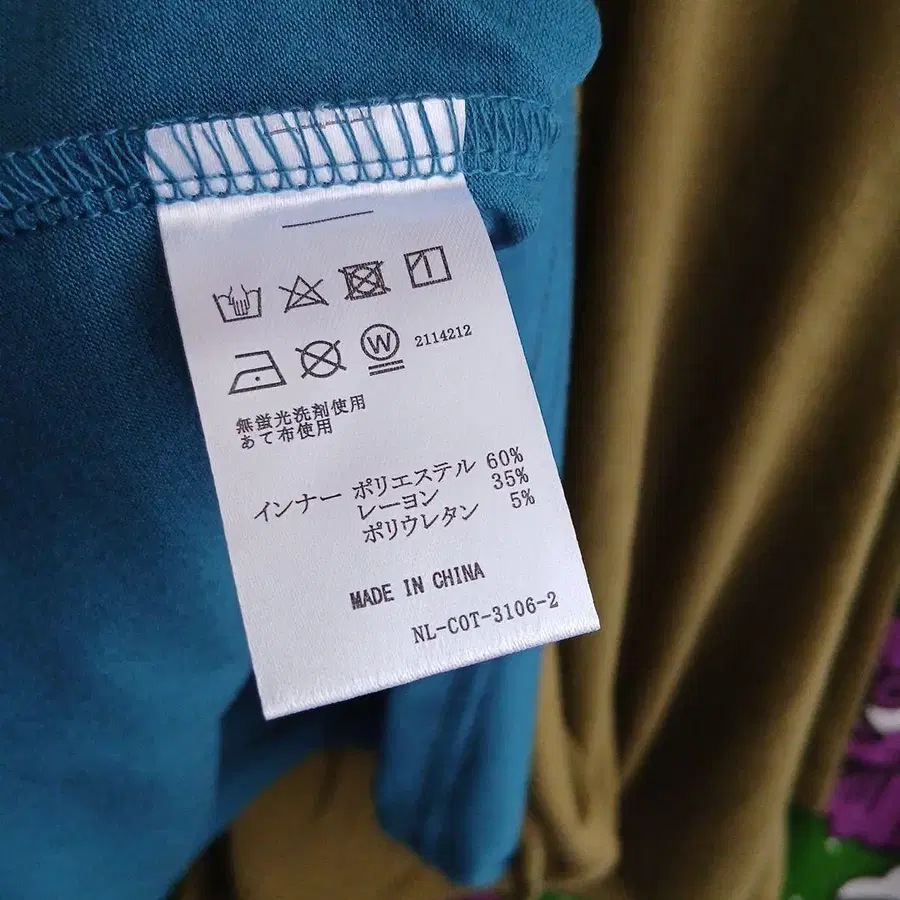 W 2114212
無蛍光洗剤使用
あて布使用
インナー ポリエステル 60%
レーヨン 35%
ポリウレタン 5%
MADE IN CHINA
NL-COT-3106-2